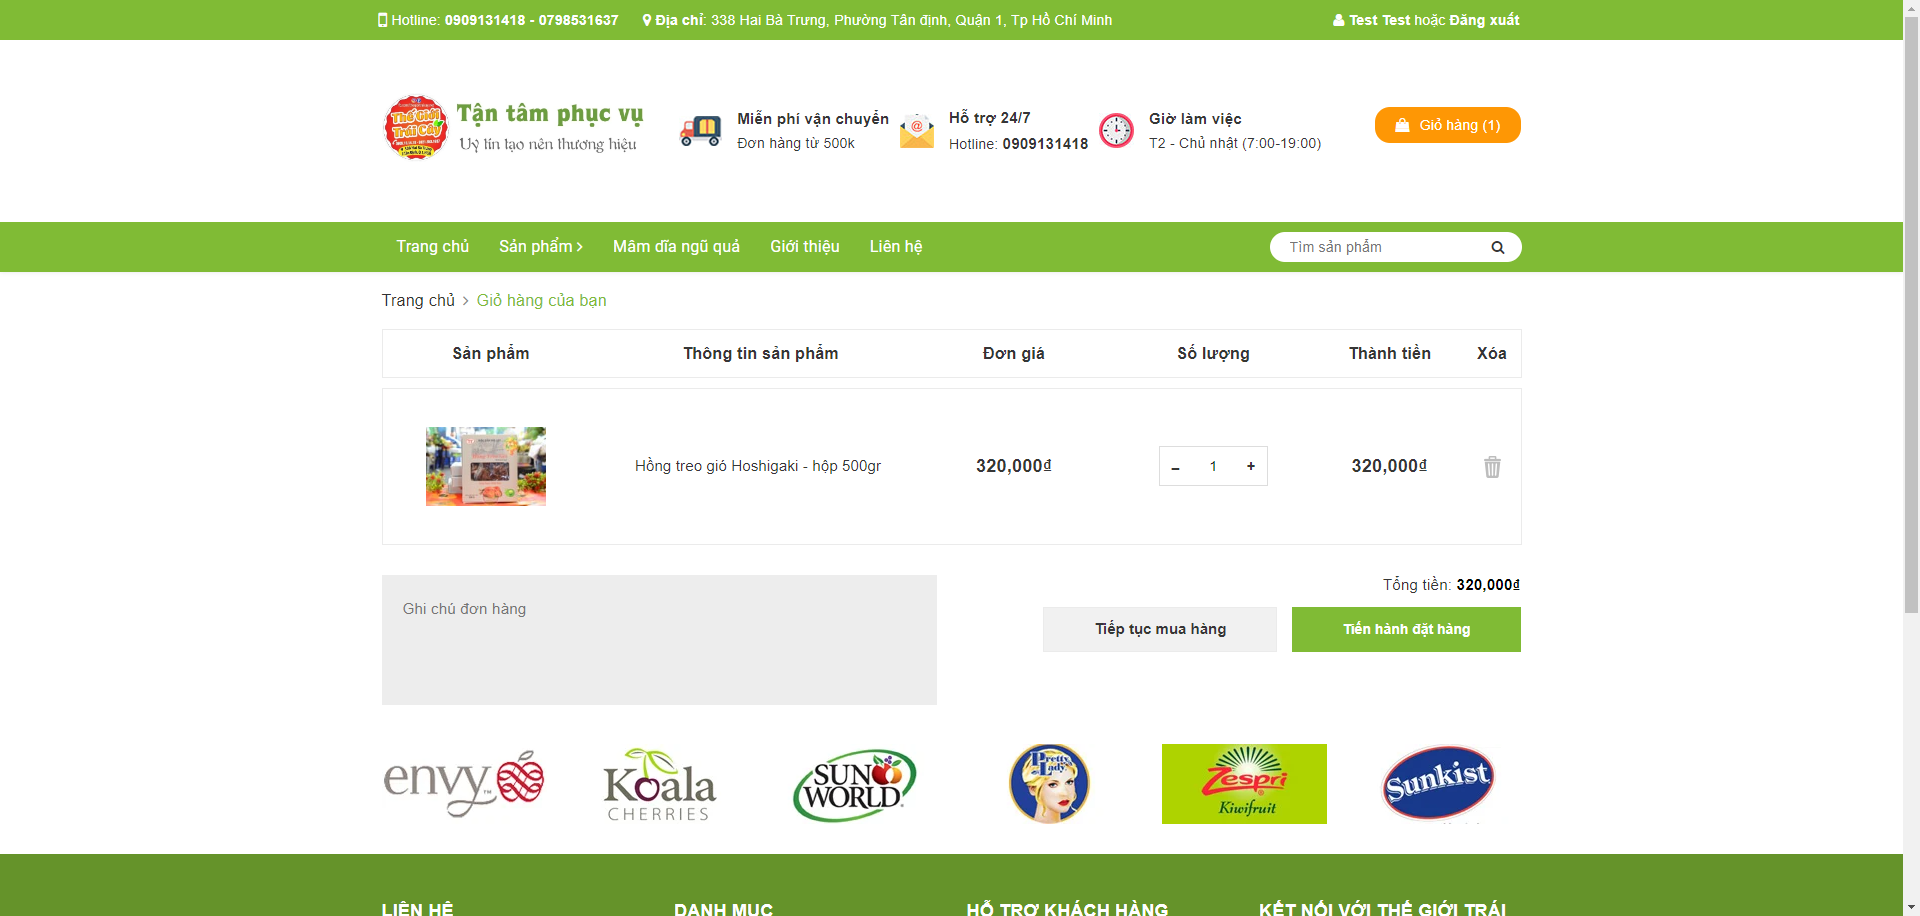 Hotline: 0909131418 - 0798531637 Địa chỉ: 338 Hai Bà Trưng, Phường Tân định, Quận 1, Tp Hồ Chí Minh Test Test hoặc Đăng xuất
Thế Giới Trái Cây
Tận tâm phục vụ
Uy tín tạo nên thương hiệu
Miễn phí vận chuyển
Đơn hàng từ 500k
Hỗ trợ 24/7
Hotline: 0909131418
Giờ làm việc
T2 - Chủ nhật (7:00-19:00)
Giỏ hàng (1)
Trang chủ Sản phẩm Mâm dĩa ngũ quả Giới thiệu Liên hệ Tìm sản phẩm
Trang chủ > Giỏ hàng của bạn
Sản phẩm Thông tin sản phẩm Đơn giá Số lượng Thành tiền Xóa
Hồng treo gió Hoshigaki - hộp 500gr 320,000₫ – 1 + 320,000₫
Ghi chú đơn hàng
Tổng tiền: 320,000₫
Tiếp tục mua hàng Tiến hành đặt hàng
envy™
Koala
CHERRIES
SUN
WORLD
Pretty
Lady
Zespri
Kiwifruit
Sunkist
LIÊN HỆ DANH MỤC HỖ TRỢ KHÁCH HÀNG KẾT NỐI VỚI THẾ GIỚI TRÁI